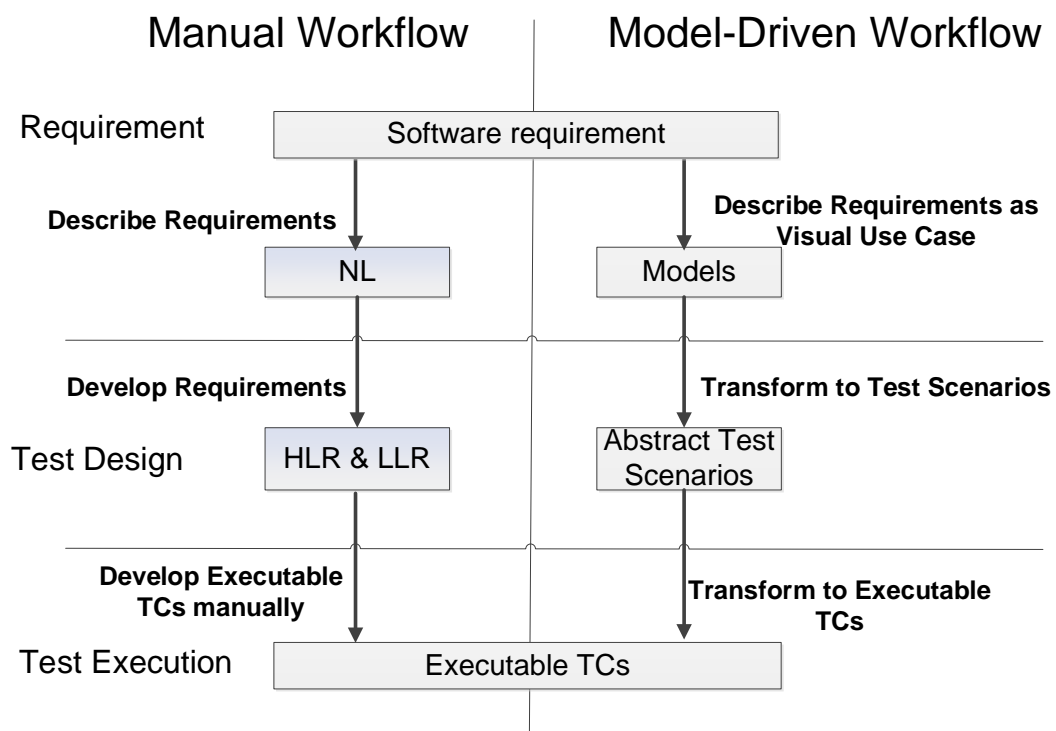 Manual Workflow
Model-Driven Workflow
Requirement
Software requirement
Describe Requirements
Describe Requirements as
Visual Use Case
NL
Models
Develop Requirements
Transform to Test Scenarios
Test Design
HLR & LLR
Abstract Test
Scenarios
Develop Executable
TCs manually
Transform to Executable
TCs
Test Execution
Executable TCs